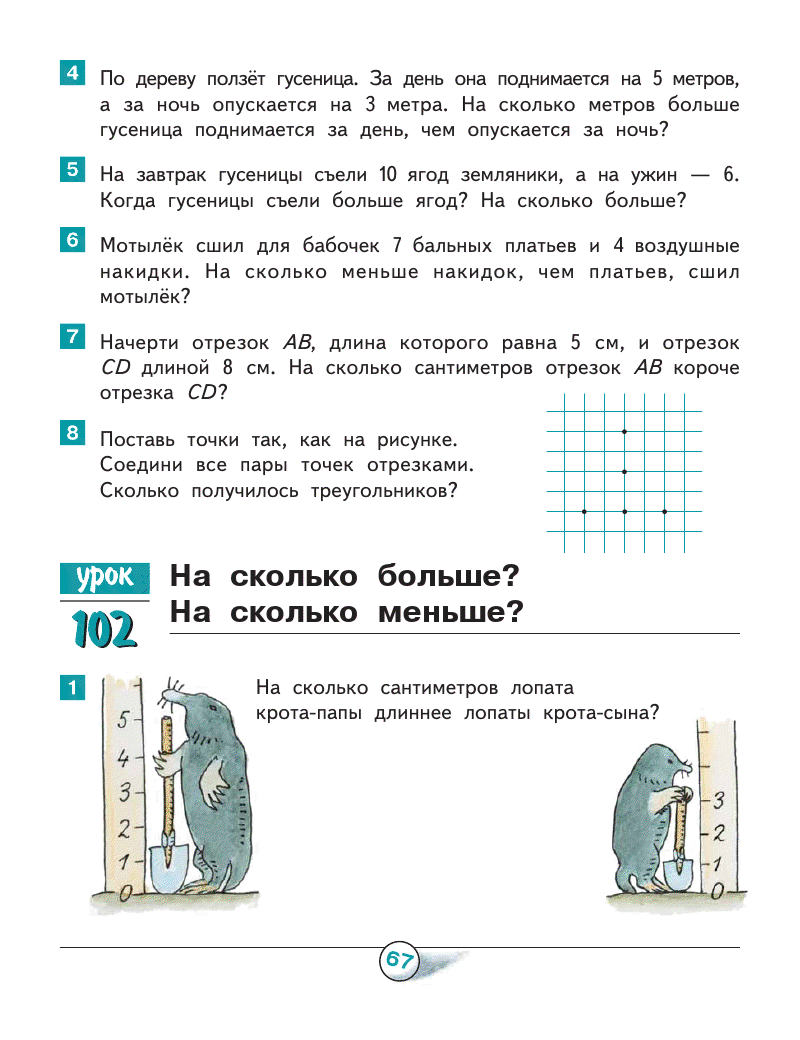 4 По дереву ползёт гусеница. За день она поднимается на 5 метров,
а за ночь опускается на 3 метра. На сколько метров больше
гусеница поднимается за день, чем опускается за ночь?
5 На завтрак гусеницы съели 10 ягод земляники, а на ужин — 6.
Когда гусеницы съели больше ягод? На сколько больше?
6 Мотылёк сшил для бабочек 7 бальных платьев и 4 воздушные
накидки. На сколько меньше накидок, чем платьев, сшил
мотылёк?
7 Начерти отрезок AB, длина которого равна 5 см, и отрезок
CD длиной 8 см. На сколько сантиметров отрезок AB короче
отрезка CD?
8 Поставь точки так, как на рисунке.
Соедини все пары точек отрезками.
Сколько получилось треугольников?
урок
102
На сколько больше?
На сколько меньше?
1 На сколько сантиметров лопата
крота-папы длиннее лопаты крота-сына?
5
4
3
2
1
0
3
2
1
0
67